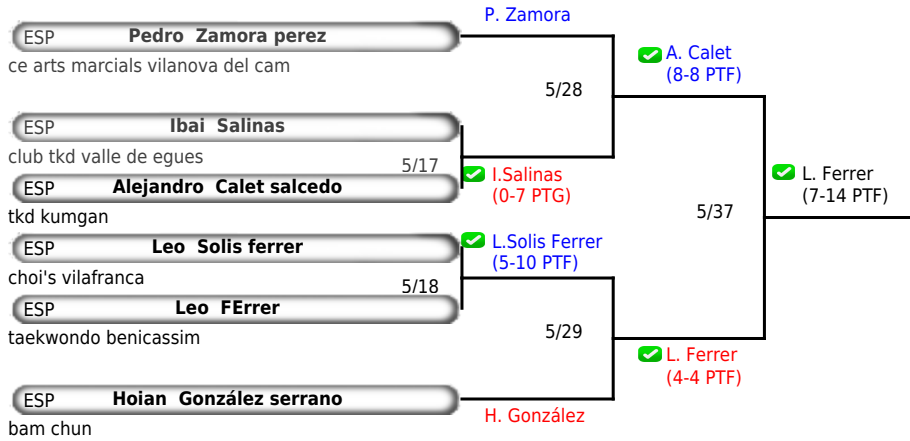 P. Zamora
ESP Pedro Zamora perez
ce arts marcials vilanova del cam
A. Calet
(8-8 PTF)
5/28
ESP Ibai Salinas
club tkd valle de egues
5/17
I.Salinas
(0-7 PTG)
ESP Alejandro Calet salcedo
tkd kumgan
L. Ferrer
(7-14 PTF)
5/37
ESP Leo Solis ferrer
choi's vilafranca
L.Solis Ferrer
(5-10 PTF)
5/18
ESP Leo FErrer
taekwondo benicassim
5/29
L. Ferrer
(4-4 PTF)
ESP Hoian González serrano
bam chun
H. González